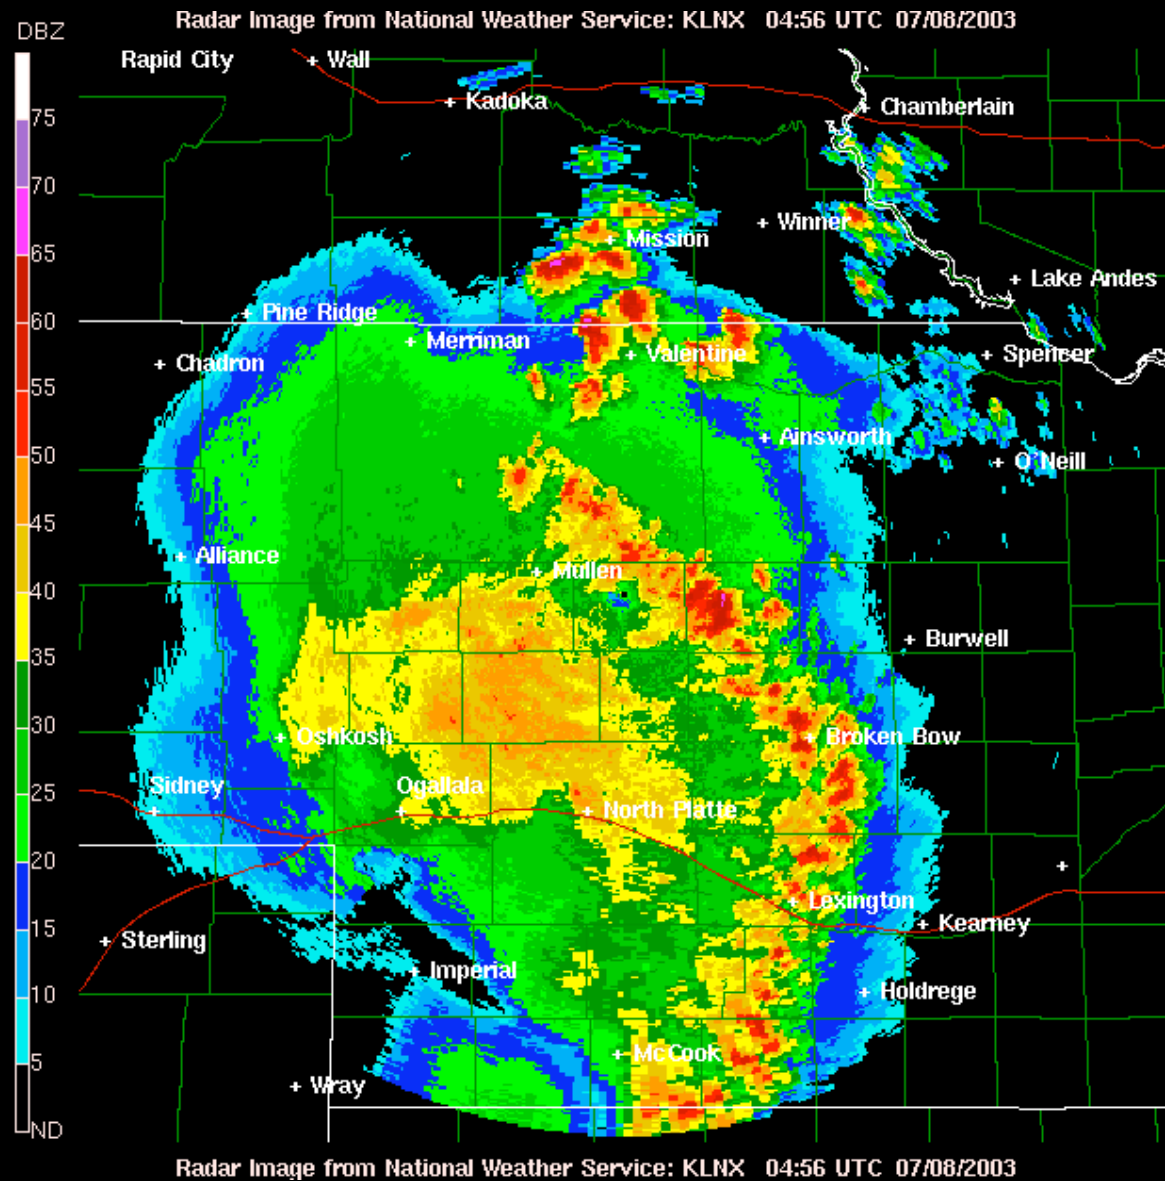 Radar Image from National Weather Service: KLNX 04:56 UTC 07/08/2003
DBZ
Rapid City
Wall
Kadoka
Chamberlain
75
70
Winner
Mission
65
Lake Andes
Pine Ridge
60
Merriman
Valentine
Spencer
Chadron
55
Ainsworth
50
O'Neill
45
Alliance
Mullen
40
Burwell
35
30
Oshkosh
Broken Bow
Sidney
Ogallala
25
North Platte
20
Lexington
15
Kearney
Sterling
Imperial
10
Holdrege
5
McCook
Wray
ND
Radar Image from National Weather Service: KLNX 04:56 UTC 07/08/2003